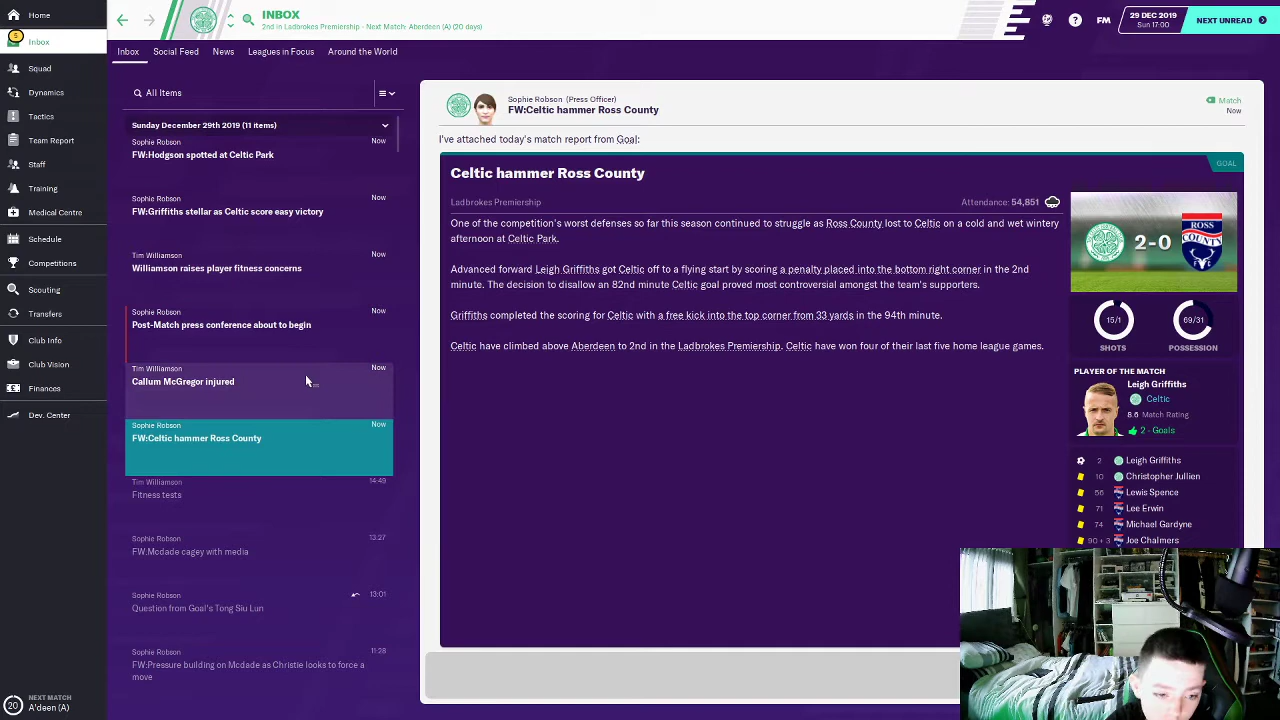 Home
INBOX
2nd in Ladbrokes Premiership - Next Match: Aberdeen (A) (20 days)
FM
29 DEC 2019
Sun 17:00
NEXT UNREAD
5
Inbox
Squad
Dynamics
Tactics
Team Report
Staff
Training
Medical Centre
Schedule
Competitions
Scouting
Transfers
Club Info
Club Vision
Finances
Dev. Center
NEXT MATCH
20
A'deen (A)
Inbox
Social Feed
News
Leagues in Focus
Around the World
All Items
Sunday December 29th 2019 (11 items)
Sophie Robson
Now
FW:Hodgson spotted at Celtic Park
Sophie Robson
Now
FW:Griffiths stellar as Celtic score easy victory
Tim Williamson
Now
Williamson raises player fitness concerns
Sophie Robson
Now
Post-Match press conference about to begin
Tim Williamson
Now
Callum McGregor injured
Sophie Robson
Now
FW:Celtic hammer Ross County
Tim Williamson
14:49
Fitness tests
Sophie Robson
13:27
FW:Mcdade cagey with media
Sophie Robson
13:01
Question from Goal's Tong Siu Lun
Sophie Robson
11:28
FW:Pressure building on Mcdade as Christie looks to force a
move
Sophie Robson (Press Officer)
FW:Celtic hammer Ross County
Match
Now
I've attached today's match report from Goal:
GOAL
Celtic hammer Ross County
Ladbrokes Premiership
Attendance: 54,851
One of the competition's worst defenses so far this season continued to struggle as Ross County lost to Celtic on a cold and wet wintery
afternoon at Celtic Park.
Advanced forward Leigh Griffiths got Celtic off to a flying start by scoring a penalty placed into the bottom right corner in the 2nd
minute. The decision to disallow an 82nd minute Celtic goal proved most controversial amongst the team's supporters.
Griffiths completed the scoring for Celtic with a free kick into the top corner from 33 yards in the 94th minute.
Celtic have climbed above Aberdeen to 2nd in the Ladbrokes Premiership. Celtic have won four of their last five home league games.
2-0
ROSS
COUNTY
15/1
SHOTS
69/31
POSSESSION
PLAYER OF THE MATCH
Leigh Griffiths
Celtic
8.6 Match Rating
2 - Goals
2 Leigh Griffiths
10 Christopher Jullien
56 Lewis Spence
71 Lee Erwin
74 Michael Gardyne
90 + 3 Joe Chalmers